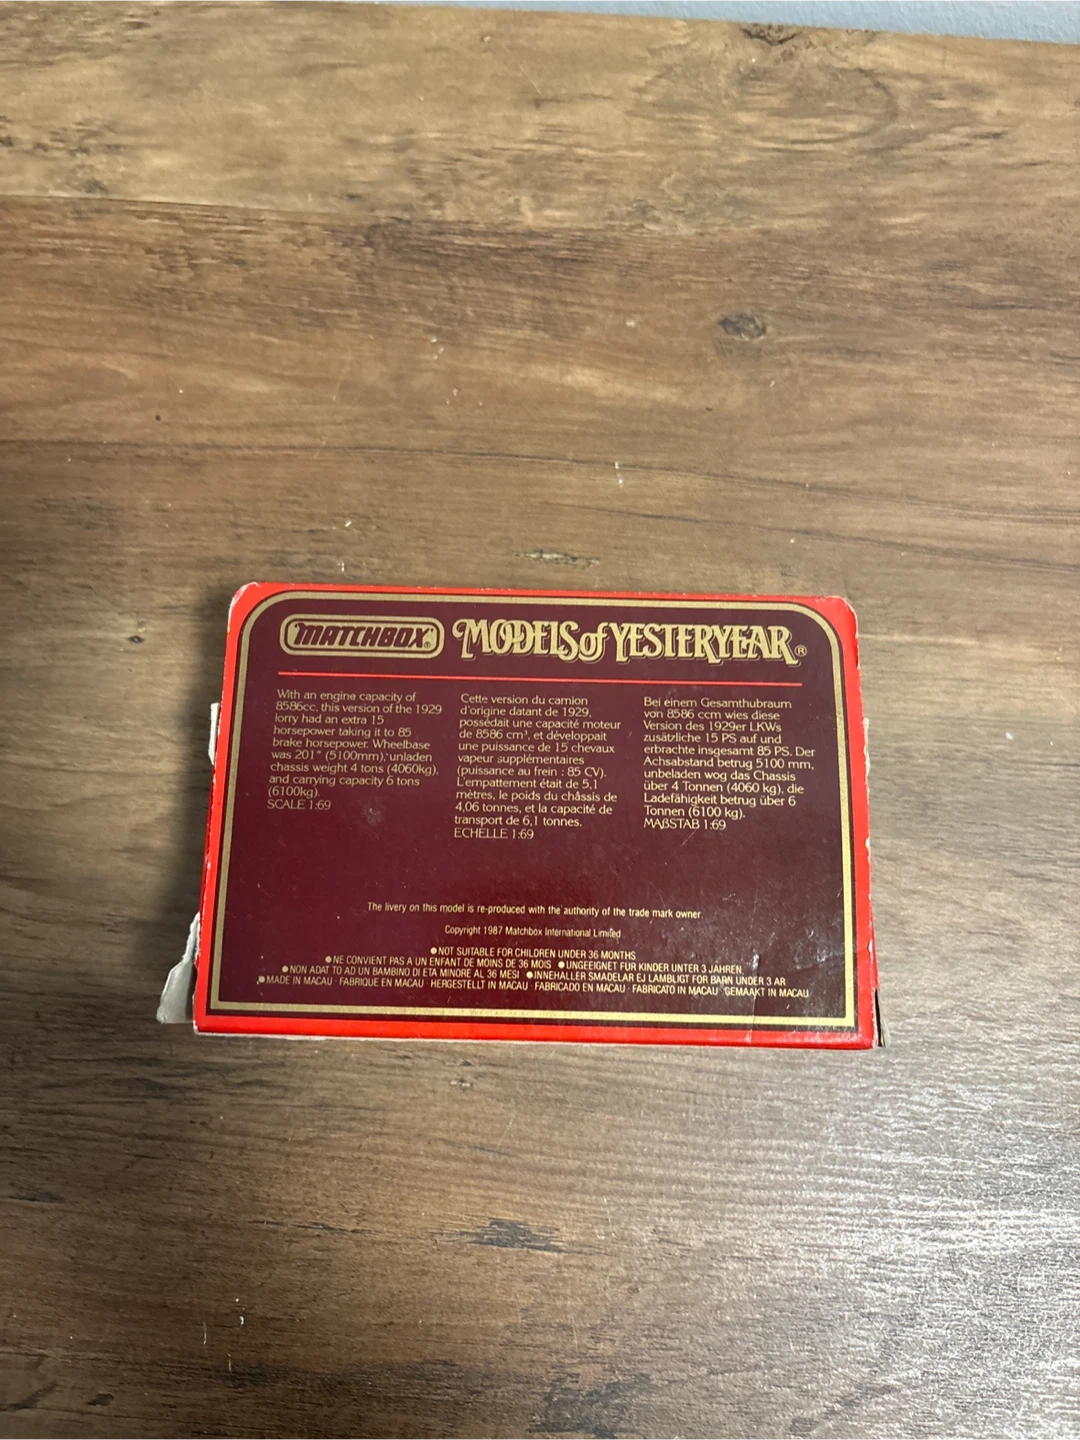 MATCHBOX®
MODELS of YESTERYEAR®
With an engine capacity of
8586cc, this version of the 1929
lorry had an extra 15
horsepower taking it to 85
brake horsepower. Wheelbase
was 201" (5100mm), unladen
chassis weight 4 tons (4060kg),
and carrying capacity 6 tons
(6100kg).
SCALE 1:69
Cette version du camion
d'origine datant de 1929,
possédait une capacité moteur
de 8586 cm³, et développait
une puissance de 15 chevaux
vapeur supplémentaires
(puissance au frein : 85 CV).
L'empattement était de 5,1
mètres, le poids du châssis de
4,06 tonnes, et la capacité de
transport de 6,1 tonnes.
ECHELLE 1:69
Bei einem Gesamthubraum
von 8586 ccm wies diese
Version des 1929er LKWs
zusätzliche 15 PS auf und
erbrachte insgesamt 85 PS. Der
Achsabstand betrug 5100 mm,
unbeladen wog das Chassis
über 4 Tonnen (4060 kg), die
Ladefähigkeit betrug über 6
Tonnen (6100 kg).
MAßSTAB 1:69
The livery on this model is re-produced with the authority of the trade mark owner.
Copyright 1987 Matchbox International Limited
●NOT SUITABLE FOR CHILDREN UNDER 36 MONTHS
●NE CONVIENT PAS A UN ENFANT DE MOINS DE 36 MOIS ●UNGEEIGNET FUR KINDER UNTER 3 JAHREN
●NON ADAT TO AD UN BAMBINO DI ETA MINORE AL 36 MESI ●INNEHALLER SMADELAR EJ LAMBLIGT FOR BARN UNDER 3 AR
●MADE IN MACAU · FABRIQUE EN MACAU · HERGESTELLT IN MACAU · FABRICADO EN MACAU · FABRICATO IN MACAU · GEMAAKT IN MACAU